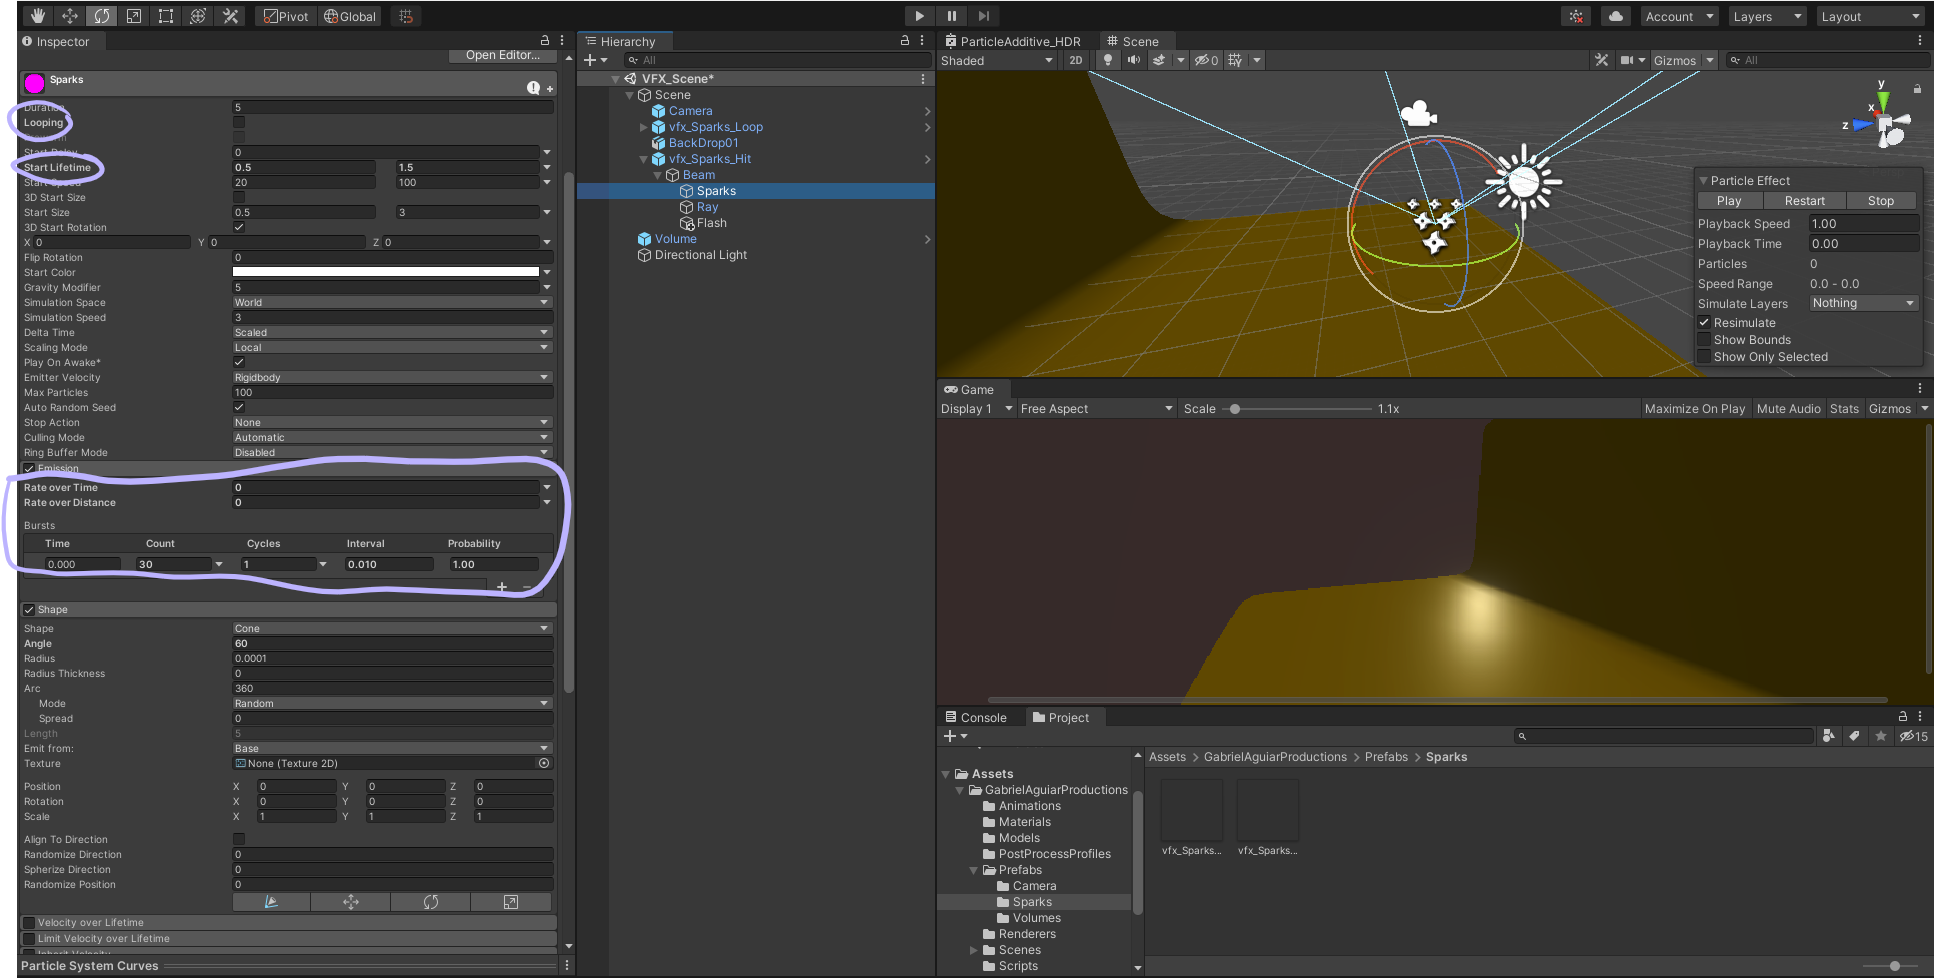 Pivot Global Account Layers Layout
Inspector
Open Editor...
Sparks
Duration 5
Looping
Start Delay 0
Start Lifetime 0.5 1.5
Start Speed 20 100
3D Start Size
Start Size 0.5 3
3D Start Rotation
X 0 Y 0 Z 0
Flip Rotation 0
Start Color
Gravity Modifier 5
Simulation Space World
Simulation Speed 3
Delta Time Scaled
Scaling Mode Local
Play On Awake*
Emitter Velocity Rigidbody
Max Particles 100
Auto Random Seed
Stop Action None
Culling Mode Automatic
Ring Buffer Mode Disabled
Emission
Rate over Time 0
Rate over Distance 0
Bursts
Time Count Cycles Interval Probability
0.000 30 1 0.010 1.00
+ −
Shape
Shape Cone
Angle 60
Radius 0.0001
Radius Thickness 0
Arc 360
Mode Random
Spread 0
Length 5
Emit from: Base
Texture None (Texture 2D)
Position X 0 Y 0 Z 0
Rotation X 0 Y 0 Z 0
Scale X 1 Y 1 Z 1
Align To Direction
Randomize Direction 0
Spherize Direction 0
Randomize Position 0
Velocity over Lifetime
Limit Velocity over Lifetime
Inherit Velocity
Particle System Curves
Hierarchy
All
VFX_Scene*
Scene
Camera
vfx_Sparks_Loop
BackDrop01
vfx_Sparks_Hit
Beam
Sparks
Ray
Flash
Volume
Directional Light
ParticleAdditive_HDR Scene
Shaded 2D 0 Gizmos All
y
x
z
Particle Effect
Play Restart Stop
Playback Speed 1.00
Playback Time 0.00
Particles 0
Speed Range 0.0 - 0.0
Simulate Layers Nothing
Resimulate
Show Bounds
Show Only Selected
Game
Display 1 Free Aspect Scale 1.1x Maximize On Play Mute Audio Stats Gizmos
Console Project
15
Assets
GabrielAguiarProductions
Animations
Materials
Models
PostProcessProfiles
Prefabs
Camera
Sparks
Volumes
Renderers
Scenes
Scripts
Assets > GabrielAguiarProductions > Prefabs > Sparks
vfx_Sparks... vfx_Sparks...